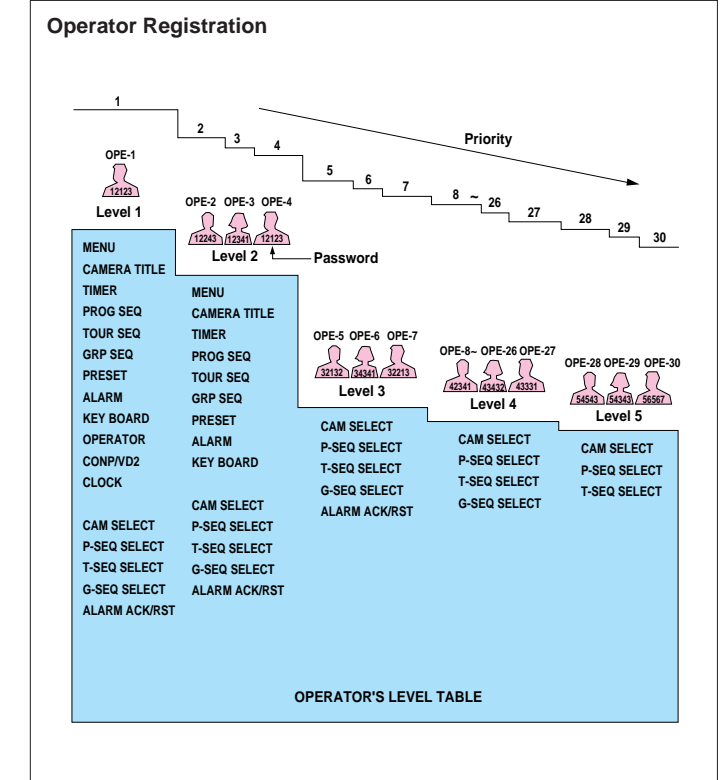 Operator Registration
1
2
3
4
5
6
7
8 ~ 26
27
28
29
30
Priority
OPE-1
12123
Level 1
OPE-2 OPE-3 OPE-4
12243 12341 12123
Level 2
Password
OPE-5 OPE-6 OPE-7
32132 34341 32213
Level 3
OPE-8~ OPE-26 OPE-27
42341 43432 43331
Level 4
OPE-28 OPE-29 OPE-30
54543 54343 56567
Level 5
MENU
CAMERA TITLE
TIMER
PROG SEQ
TOUR SEQ
GRP SEQ
PRESET
ALARM
KEY BOARD
OPERATOR
CONP/VD2
CLOCK
CAM SELECT
P-SEQ SELECT
T-SEQ SELECT
G-SEQ SELECT
ALARM ACK/RST
MENU
CAMERA TITLE
TIMER
PROG SEQ
TOUR SEQ
GRP SEQ
PRESET
ALARM
KEY BOARD
CAM SELECT
P-SEQ SELECT
T-SEQ SELECT
G-SEQ SELECT
ALARM ACK/RST
CAM SELECT
P-SEQ SELECT
T-SEQ SELECT
G-SEQ SELECT
ALARM ACK/RST
CAM SELECT
P-SEQ SELECT
T-SEQ SELECT
G-SEQ SELECT
CAM SELECT
P-SEQ SELECT
T-SEQ SELECT
OPERATOR'S LEVEL TABLE